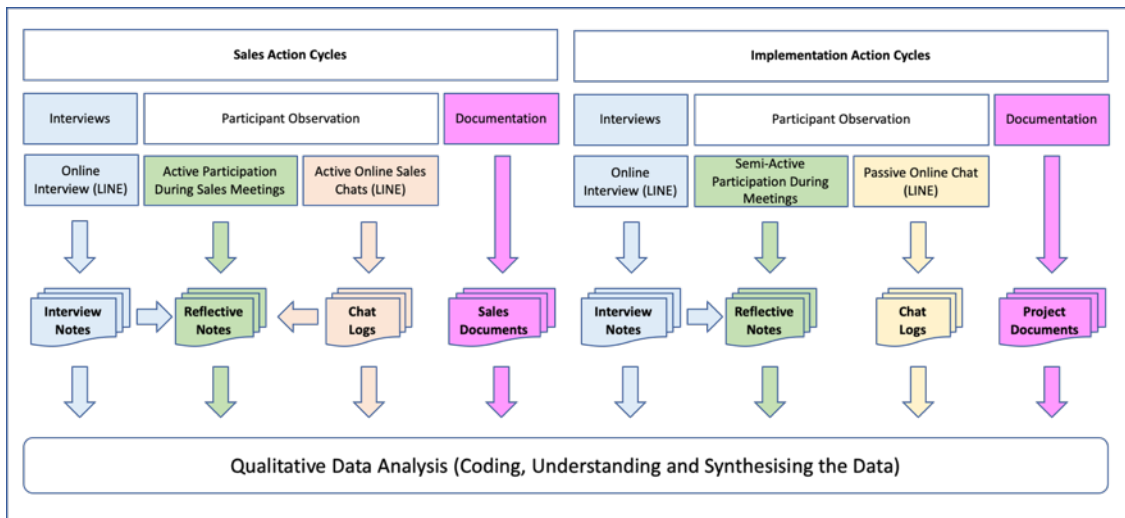 Sales Action Cycles
Implementation Action Cycles
Interviews
Participant Observation
Documentation
Interviews
Participant Observation
Documentation
Online
Interview (LINE)
Active Participation
During Sales Meetings
Active Online Sales
Chats (LINE)
Online
Interview (LINE)
Semi-Active
Participation During
Meetings
Passive Online Chat
(LINE)
Interview
Notes
Reflective
Notes
Chat
Logs
Sales
Documents
Interview
Notes
Reflective
Notes
Chat
Logs
Project
Documents
Qualitative Data Analysis (Coding, Understanding and Synthesising the Data)